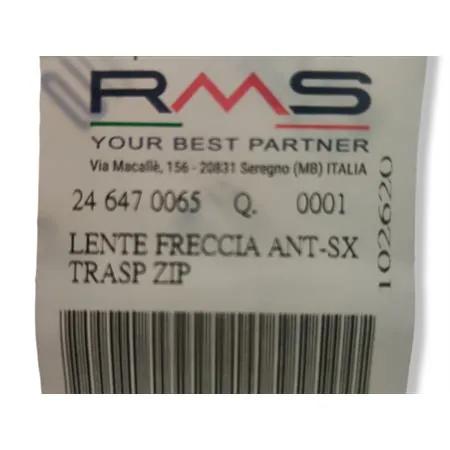 RMS
YOUR BEST PARTNER
Via Macallè, 156 - 20831 Seregno (MB) ITALIA
24 647 0065 Q. 0001
LENTE FRECCIA ANT-SX
TRASP ZIP
102620